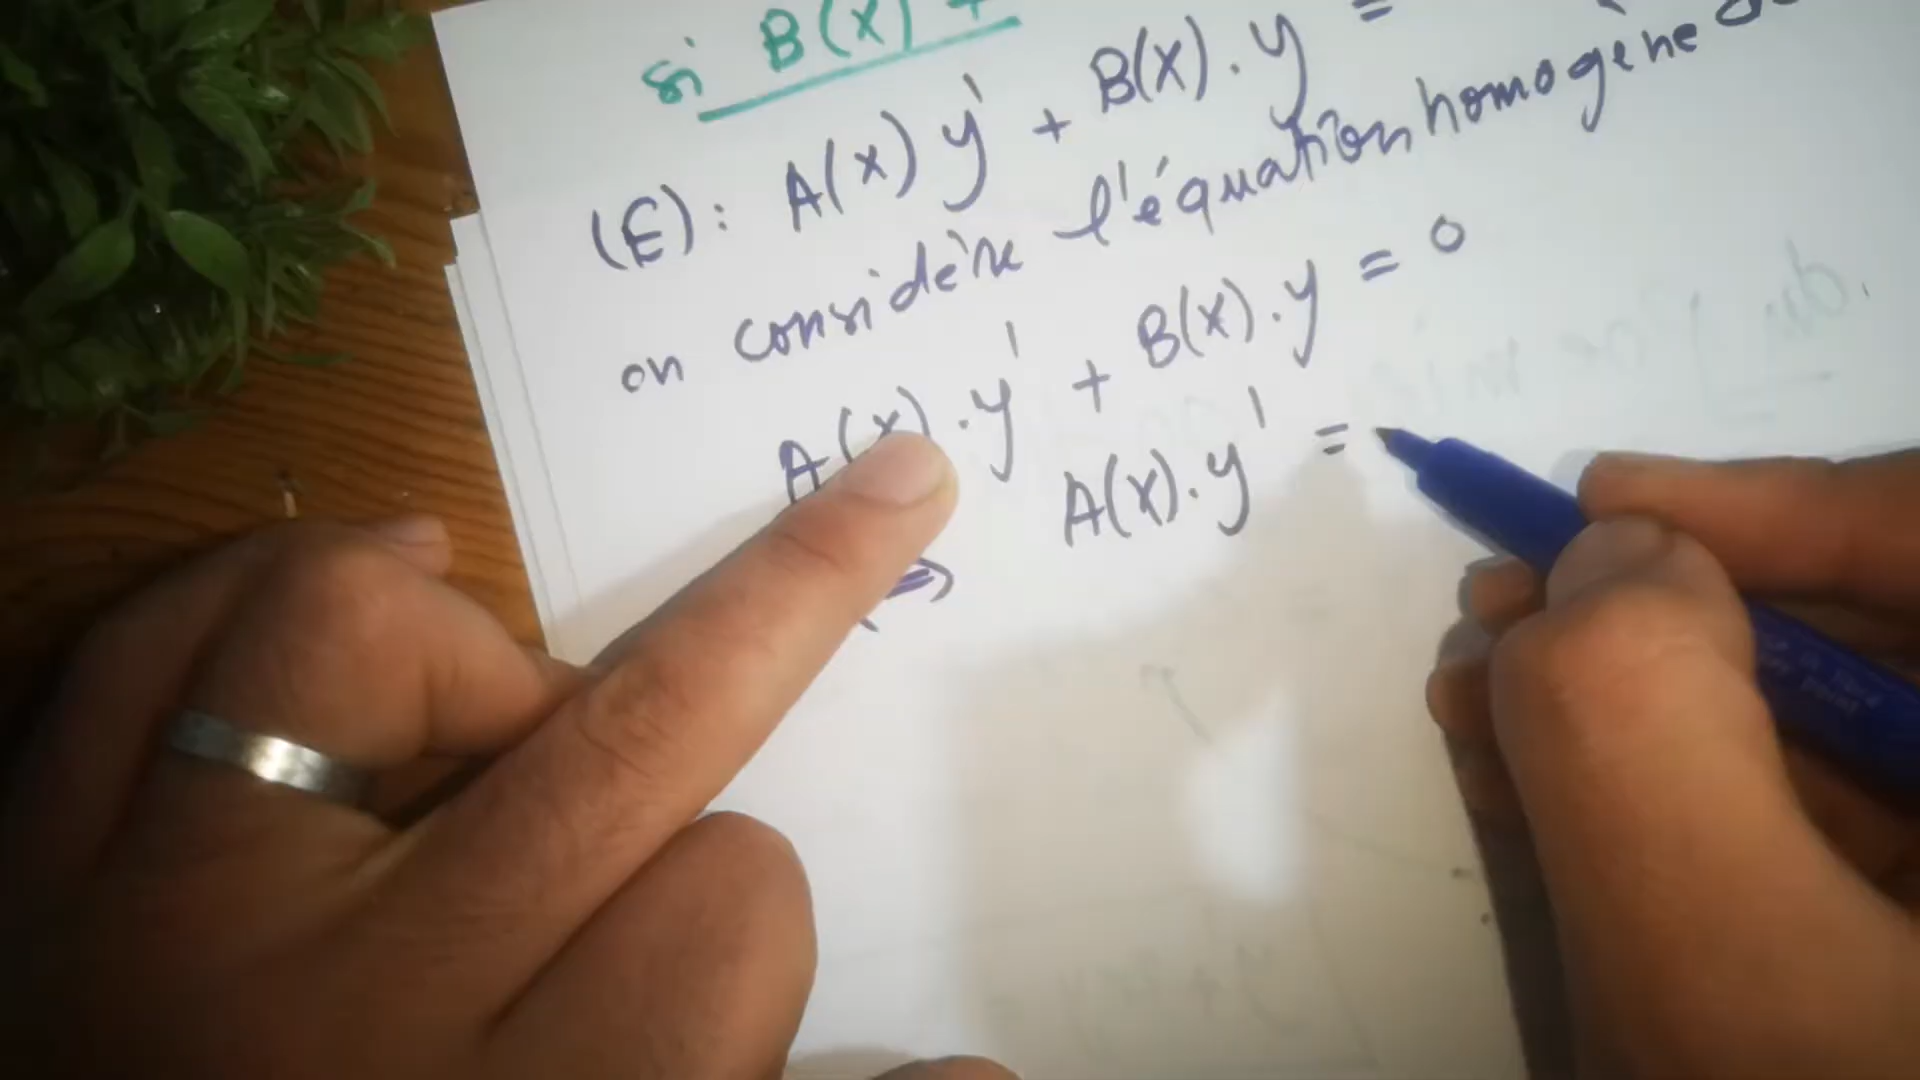 si B(x) +
(E): A(x) y' + B(x) . y =
on considère l'équation homogène
A(x) . y' + B(x) . y = 0
⟺ A(x) . y' =